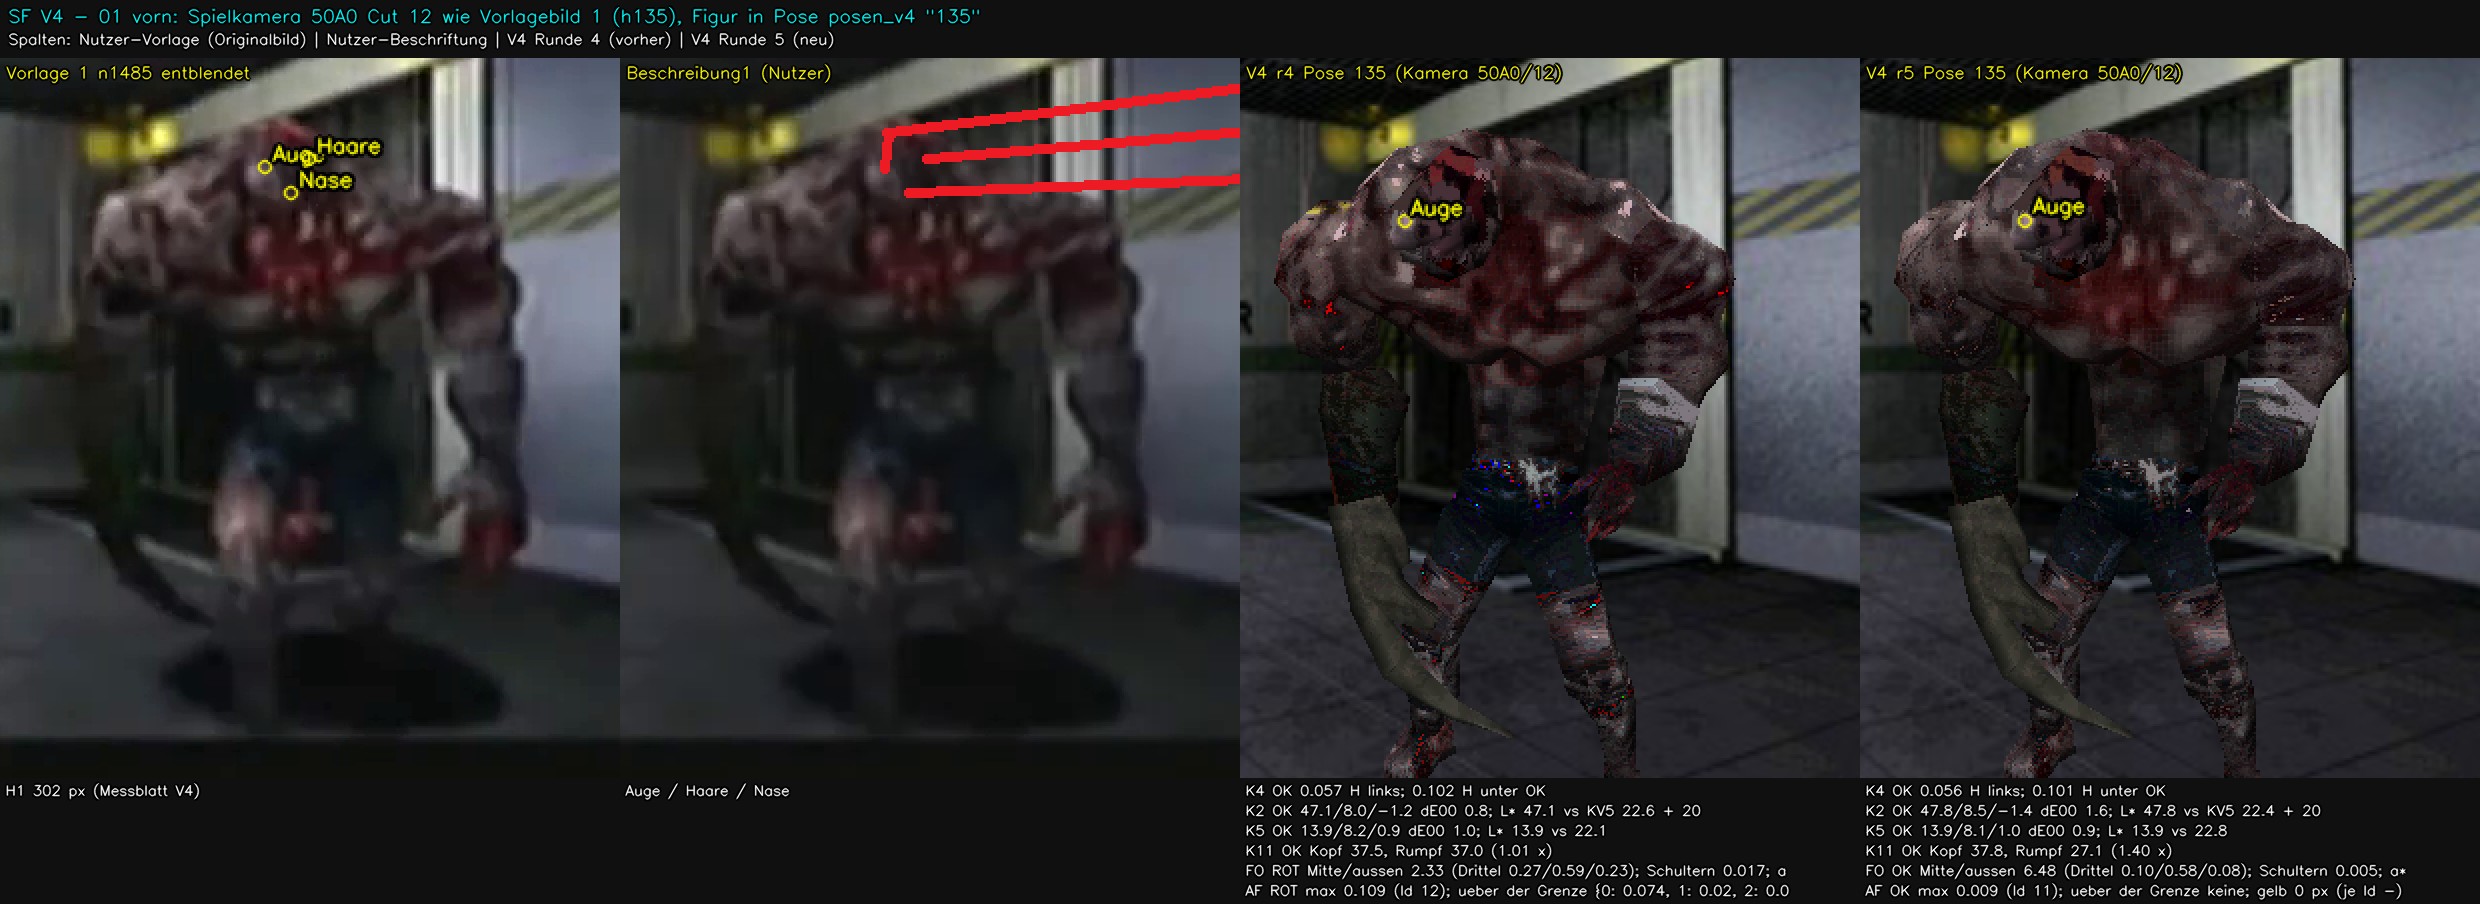 SF V4 - 01 vorn: Spielkamera 50A0 Cut 12 wie Vorlagebild 1 (h135), Figur in Pose posen_v4 "135"
Spalten: Nutzer-Vorlage (Originalbild) | Nutzer-Beschriftung | V4 Runde 4 (vorher) | V4 Runde 5 (neu)
Vorlage 1 n1485 entblendet
Haare
Nase
H1 302 px (Messblatt V4)
Beschreibung1 (Nutzer)
Auge / Haare / Nase
V4 r4 Pose 135 (Kamera 50A0/12)
Auge
K4 OK 0.057 H links; 0.102 H unter OK
K2 OK 47.1/8.0/-1.2 dE00 0.8; L* 47.1 vs KV5 22.6 + 20
K5 OK 13.9/8.2/0.9 dE00 1.0; L* 13.9 vs 22.1
K11 OK Kopf 37.5, Rumpf 37.0 (1.01 x)
FO ROT Mitte/aussen 2.33 (Drittel 0.27/0.59/0.23); Schultern 0.017; a
AF ROT max 0.109 (Id 12); ueber der Grenze {0: 0.074, 1: 0.02, 2: 0.0
V4 r5 Pose 135 (Kamera 50A0/12)
Auge
K4 OK 0.056 H links; 0.101 H unter OK
K2 OK 47.8/8.5/-1.4 dE00 1.6; L* 47.8 vs KV5 22.4 + 20
K5 OK 13.9/8.1/1.0 dE00 0.9; L* 13.9 vs 22.8
K11 OK Kopf 37.8, Rumpf 27.1 (1.40 x)
FO OK Mitte/aussen 6.48 (Drittel 0.10/0.58/0.08); Schultern 0.005; a*
AF OK max 0.009 (Id 11); ueber der Grenze keine; gelb 0 px (je Id -)